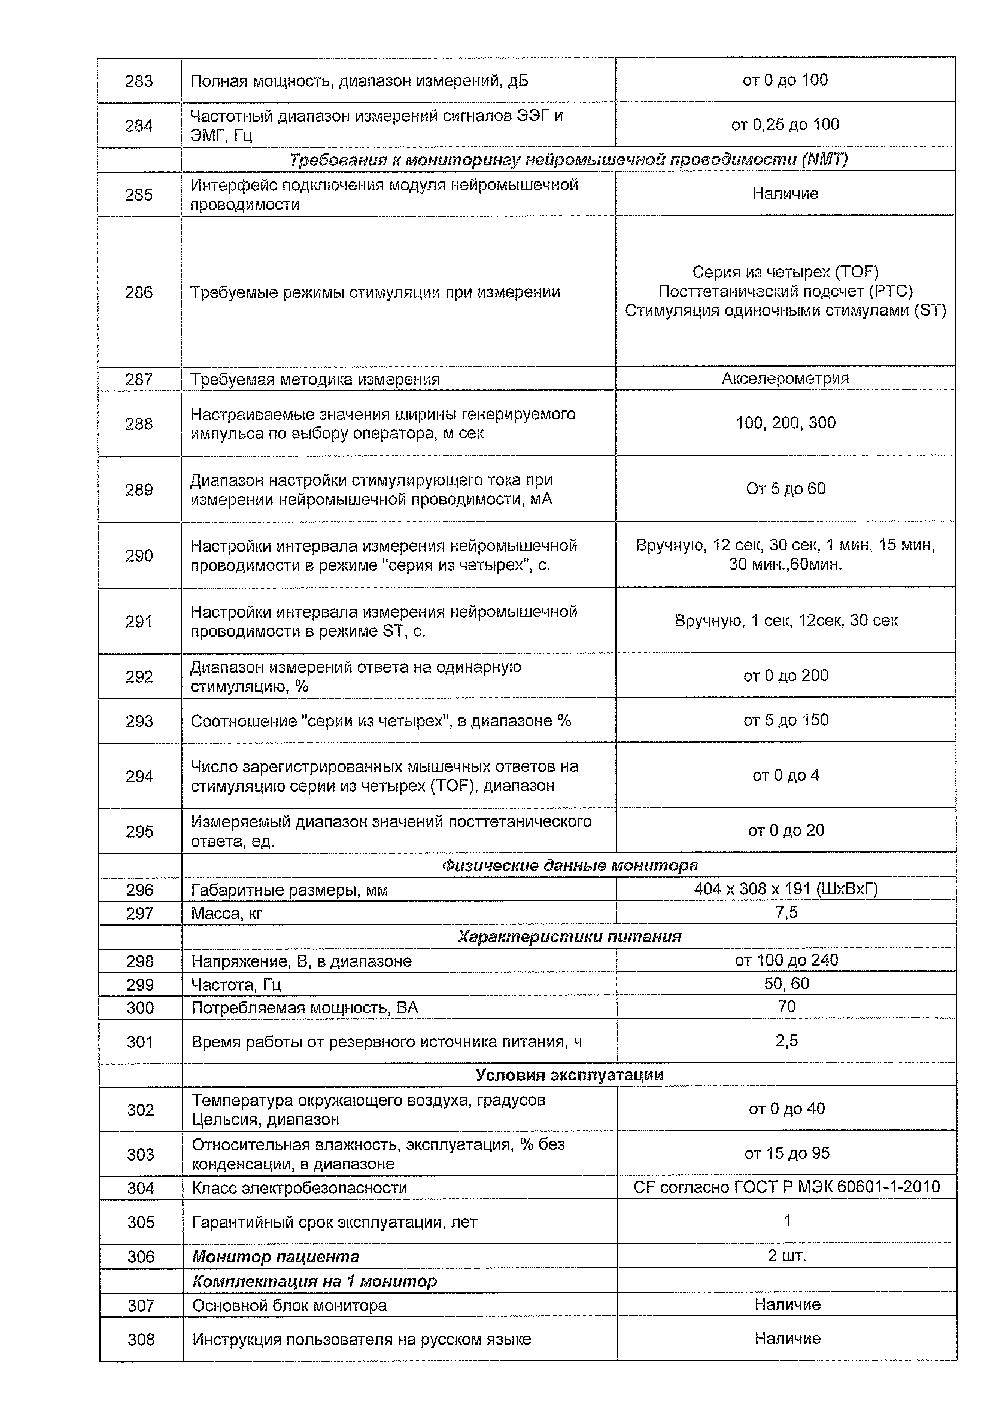 283 Полная мощность, диапазон измерений, дБ от 0 до 100
284 Частотный диапазон измерений сигналов ЭЭГ и
ЭМГ, Гц от 0,25 до 100
Требования к мониторингу нейромышечной проводимости (NMT)
285 Интерфейс подключения модуля нейромышечной
проводимости Наличие
286 Требуемые режимы стимуляции при измерении
Серия из четырех (TOF)
Посттетанический подсчет (PTC)
Стимуляция одиночными стимулами (ST)
287 Требуемая методика измерения Акселерометрия
288 Настраиваемые значения ширины генерируемого
импульса по выбору оператора, м сек 100, 200, 300
289 Диапазон настройки стимулирующего тока при
измерении нейромышечной проводимости, мА От 5 до 60
290 Настройки интервала измерения нейромышечной
проводимости в режиме "серия из четырех", с.
Вручную, 12 сек, 30 сек, 1 мин, 15 мин,
30 мин.,60мин.
291 Настройки интервала измерения нейромышечной
проводимости в режиме ST, с. Вручную, 1 сек, 12сек, 30 сек
292 Диапазон измерений ответа на одинарную
стимуляцию, % от 0 до 200
293 Соотношение "серии из четырех", в диапазоне % от 5 до 150
294 Число зарегистрированных мышечных ответов на
стимуляцию серии из четырех (TOF), диапазон от 0 до 4
295 Измеряемый диапазон значений посттетанического
ответа, ед. от 0 до 20
Физические данные монитора
296 Габаритные размеры, мм 404 x 308 x 191 (ШхВхГ)
297 Масса, кг 7,5
Характеристики питания
298 Напряжение, В, в диапазоне от 100 до 240
299 Частота, Гц 50, 60
300 Потребляемая мощность, ВА 70
301 Время работы от резервного источника питания, ч 2,5
Условия эксплуатации
302 Температура окружающего воздуха, градусов
Цельсия, диапазон от 0 до 40
303 Относительная влажность, эксплуатация, % без
конденсации, в диапазоне от 15 до 95
304 Класс электробезопасности CF согласно ГОСТ Р МЭК 60601-1-2010
305 Гарантийный срок эксплуатации, лет 1
306 Монитор пациента 2 шт.
Комплектация на 1 монитор
307 Основной блок монитора Наличие
308 Инструкция пользователя на русском языке Наличие